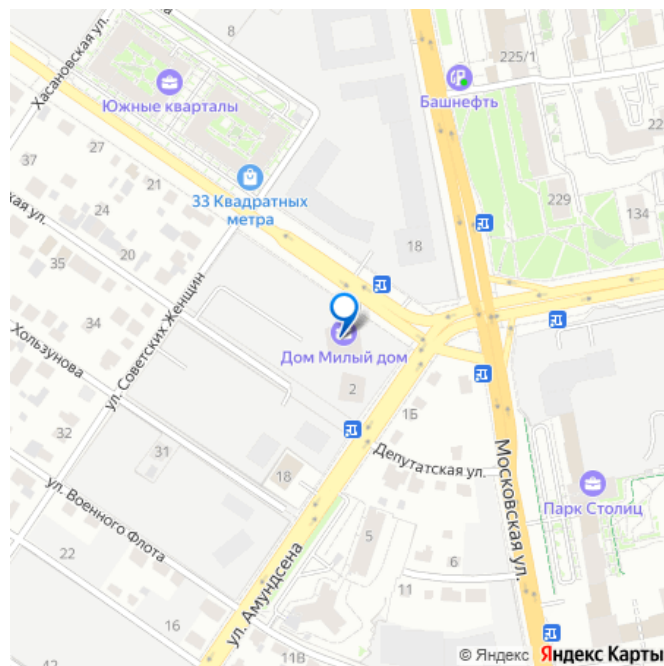 Хасановская ул.
8
225/1
Башнефть
Южные кварталы
37
27
21
22
33 Квадратных
метра
229
134
24
кая ул.
20
18
35
34
Дом Милый дом
ул. Советских Женщин
Хользунова
2
1Б
32
31
18
Депутатская ул.
Московская ул.
Парк Столиц
ул. Военного Флота
5
6
22
11
ул. Амундсена
16
11В
© Яндекс Яндекс Карты